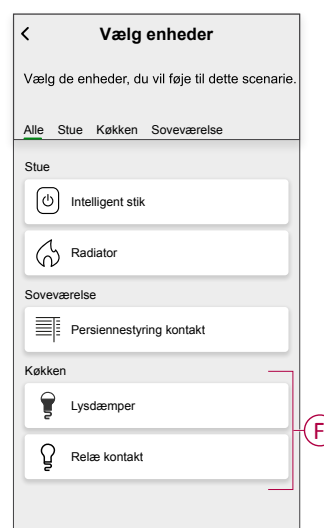 Vælg enheder
Vælg de enheder, du vil føje til dette scenarie.
Alle Stue Køkken Soveværelse
Stue
Intelligent stik
Radiator
Soveværelse
Persiennestyring kontakt
Køkken
Lysdæmper
F
Relæ kontakt